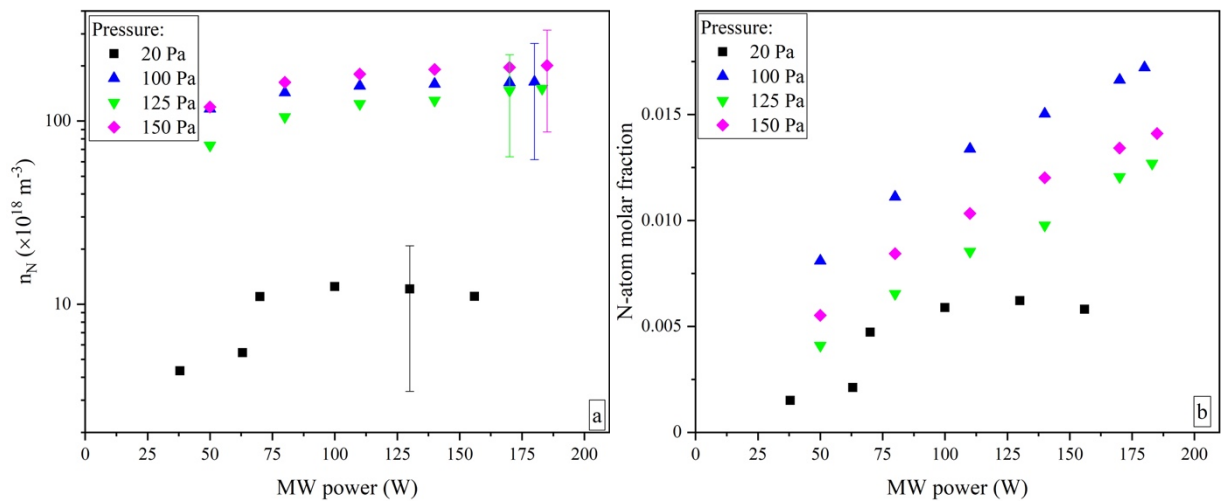 Pressure:
20 Pa
100 Pa
125 Pa
150 Pa
100
10
n_N (×10^18 m^-3)
0 25 50 75 100 125 150 175 200
MW power (W)
a
Pressure:
20 Pa
100 Pa
125 Pa
150 Pa
0.015
0.010
0.005
0
N-atom molar fraction
0 25 50 75 100 125 150 175 200
MW power (W)
b